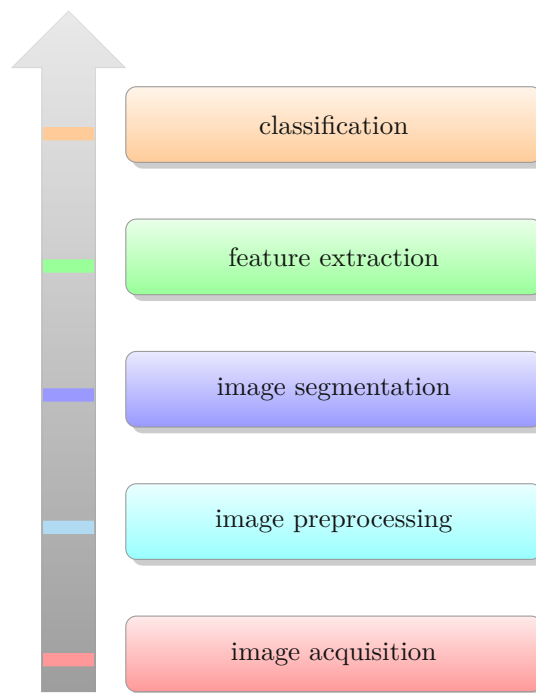 classification
feature extraction
image segmentation
image preprocessing
image acquisition